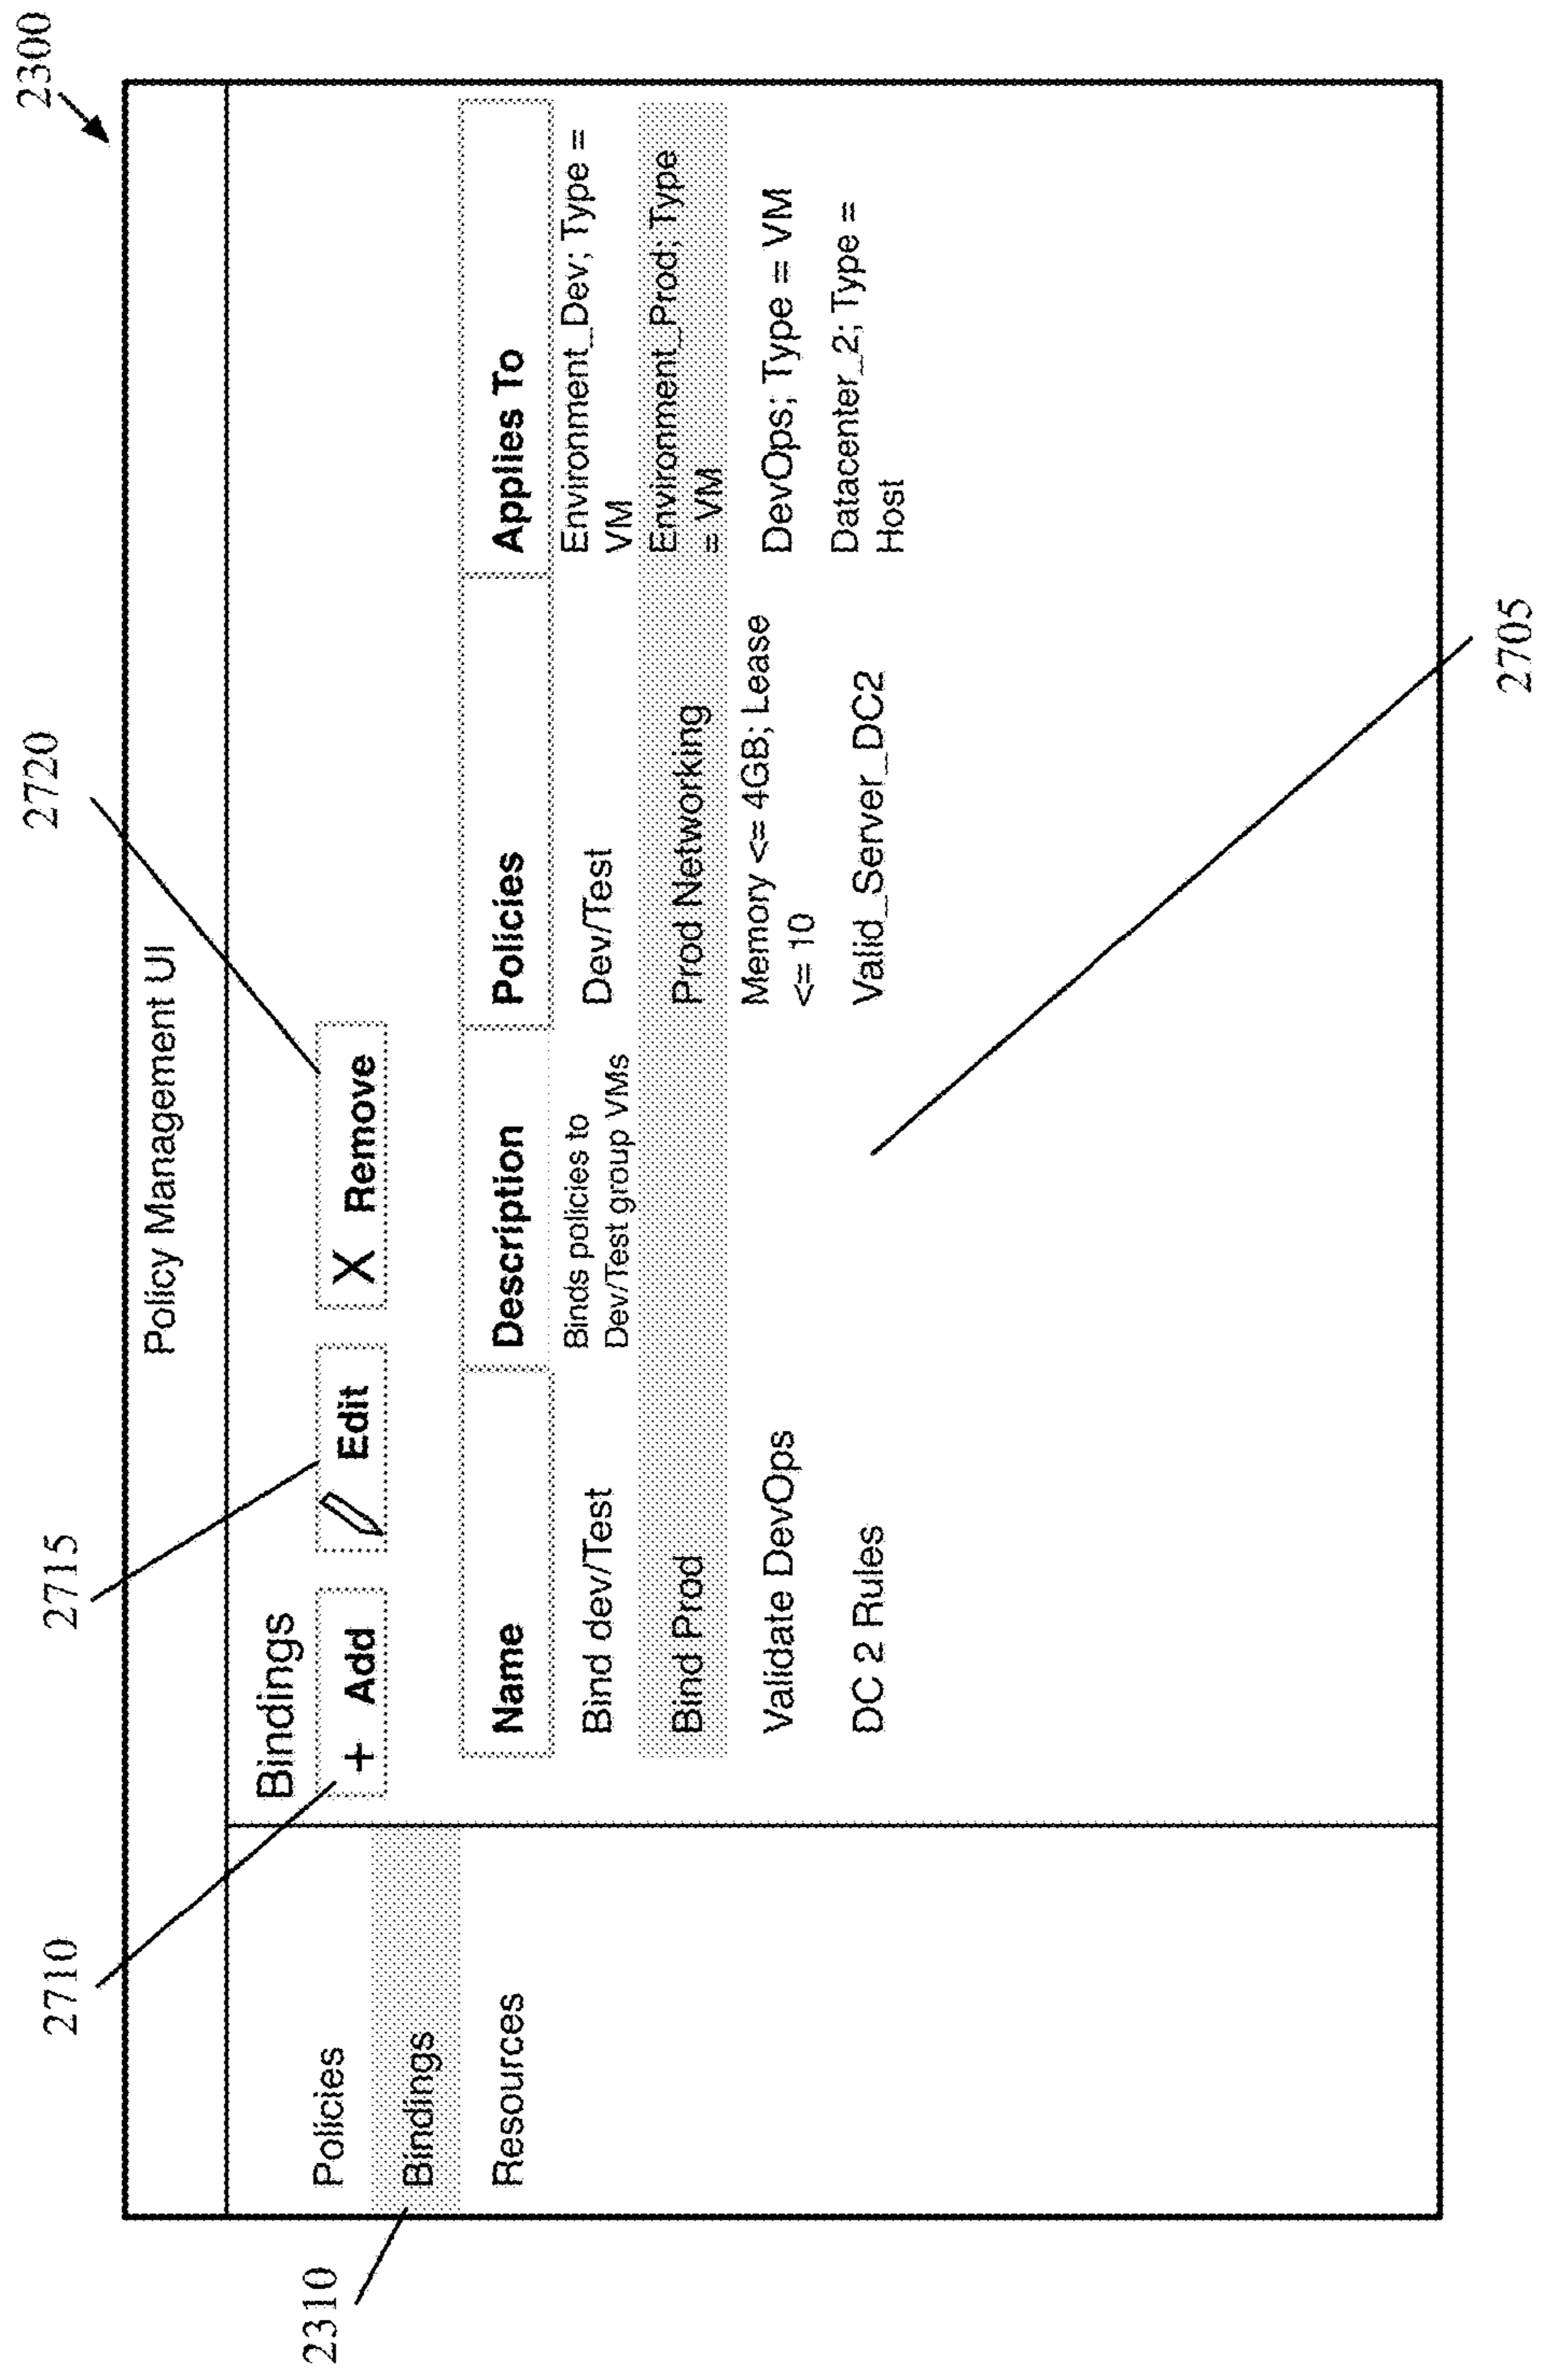 2300
2720
2715
2710
2310
2705
Policy Management UI
Policies
Bindings
Resources
Bindings
+ Add
Edit
X Remove
Name
Description
Policies
Applies To
Bind dev/Test
Binds policies to
Dev/Test group VMs
Dev/Test
Environment_Dev; Type =
VM
Bind Prod
Prod Networking
Environment_Prod; Type
= VM
Validate DevOps
Memory <= 4GB; Lease
<= 10
DevOps; Type = VM
DC 2 Rules
Valid_Server_DC2
Datacenter_2; Type =
Host